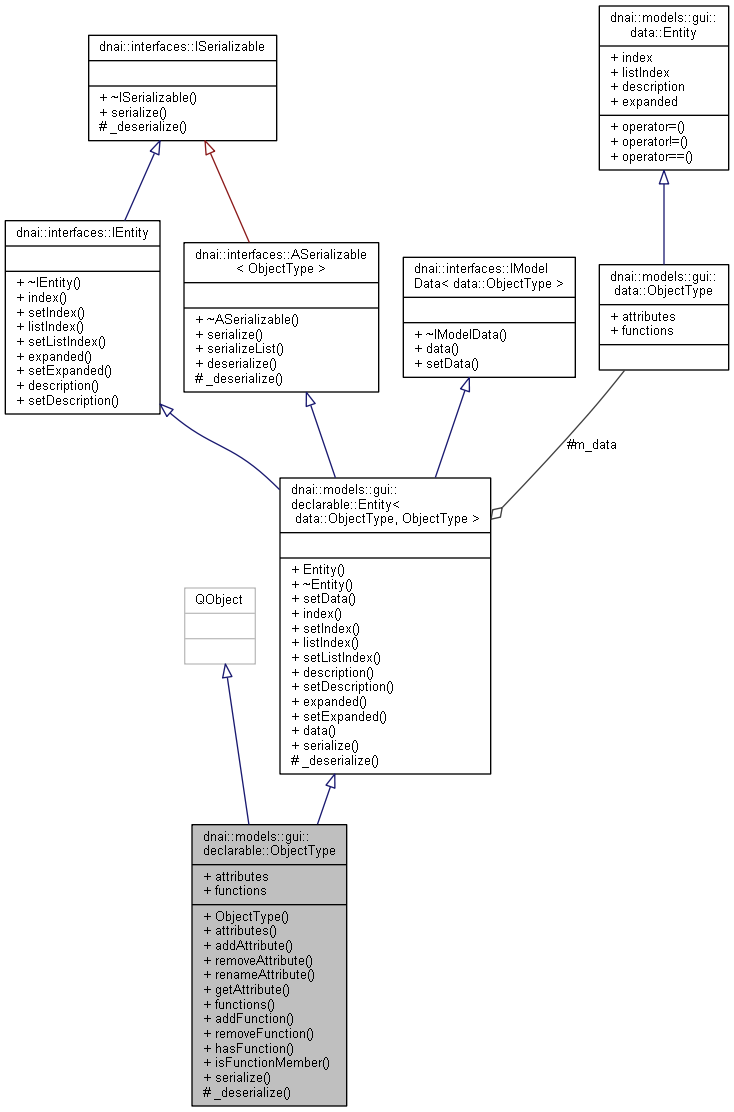 dnai::interfaces::ISerializable
+ ~ISerializable()
+ serialize()
# _deserialize()
dnai::models::gui::
data::Entity
+ index
+ listIndex
+ description
+ expanded
+ operator=()
+ operator!=()
+ operator==()
dnai::interfaces::IEntity
+ ~IEntity()
+ index()
+ setIndex()
+ listIndex()
+ setListIndex()
+ expanded()
+ setExpanded()
+ description()
+ setDescription()
dnai::interfaces::ASerializable
< ObjectType >
+ ~ASerializable()
+ serialize()
+ serializeList()
+ deserialize()
# _deserialize()
dnai::interfaces::IModel
Data< data::ObjectType >
+ ~IModelData()
+ data()
+ setData()
dnai::models::gui::
data::ObjectType
+ attributes
+ functions
#m_data
dnai::models::gui::
declarable::Entity<
data::ObjectType, ObjectType >
+ Entity()
+ ~Entity()
+ setData()
+ index()
+ setIndex()
+ listIndex()
+ setListIndex()
+ description()
+ setDescription()
+ expanded()
+ setExpanded()
+ data()
+ serialize()
# _deserialize()
QObject
dnai::models::gui::
declarable::ObjectType
+ attributes
+ functions
+ ObjectType()
+ attributes()
+ addAttribute()
+ removeAttribute()
+ renameAttribute()
+ getAttribute()
+ functions()
+ addFunction()
+ removeFunction()
+ hasFunction()
+ isFunctionMember()
+ serialize()
# _deserialize()